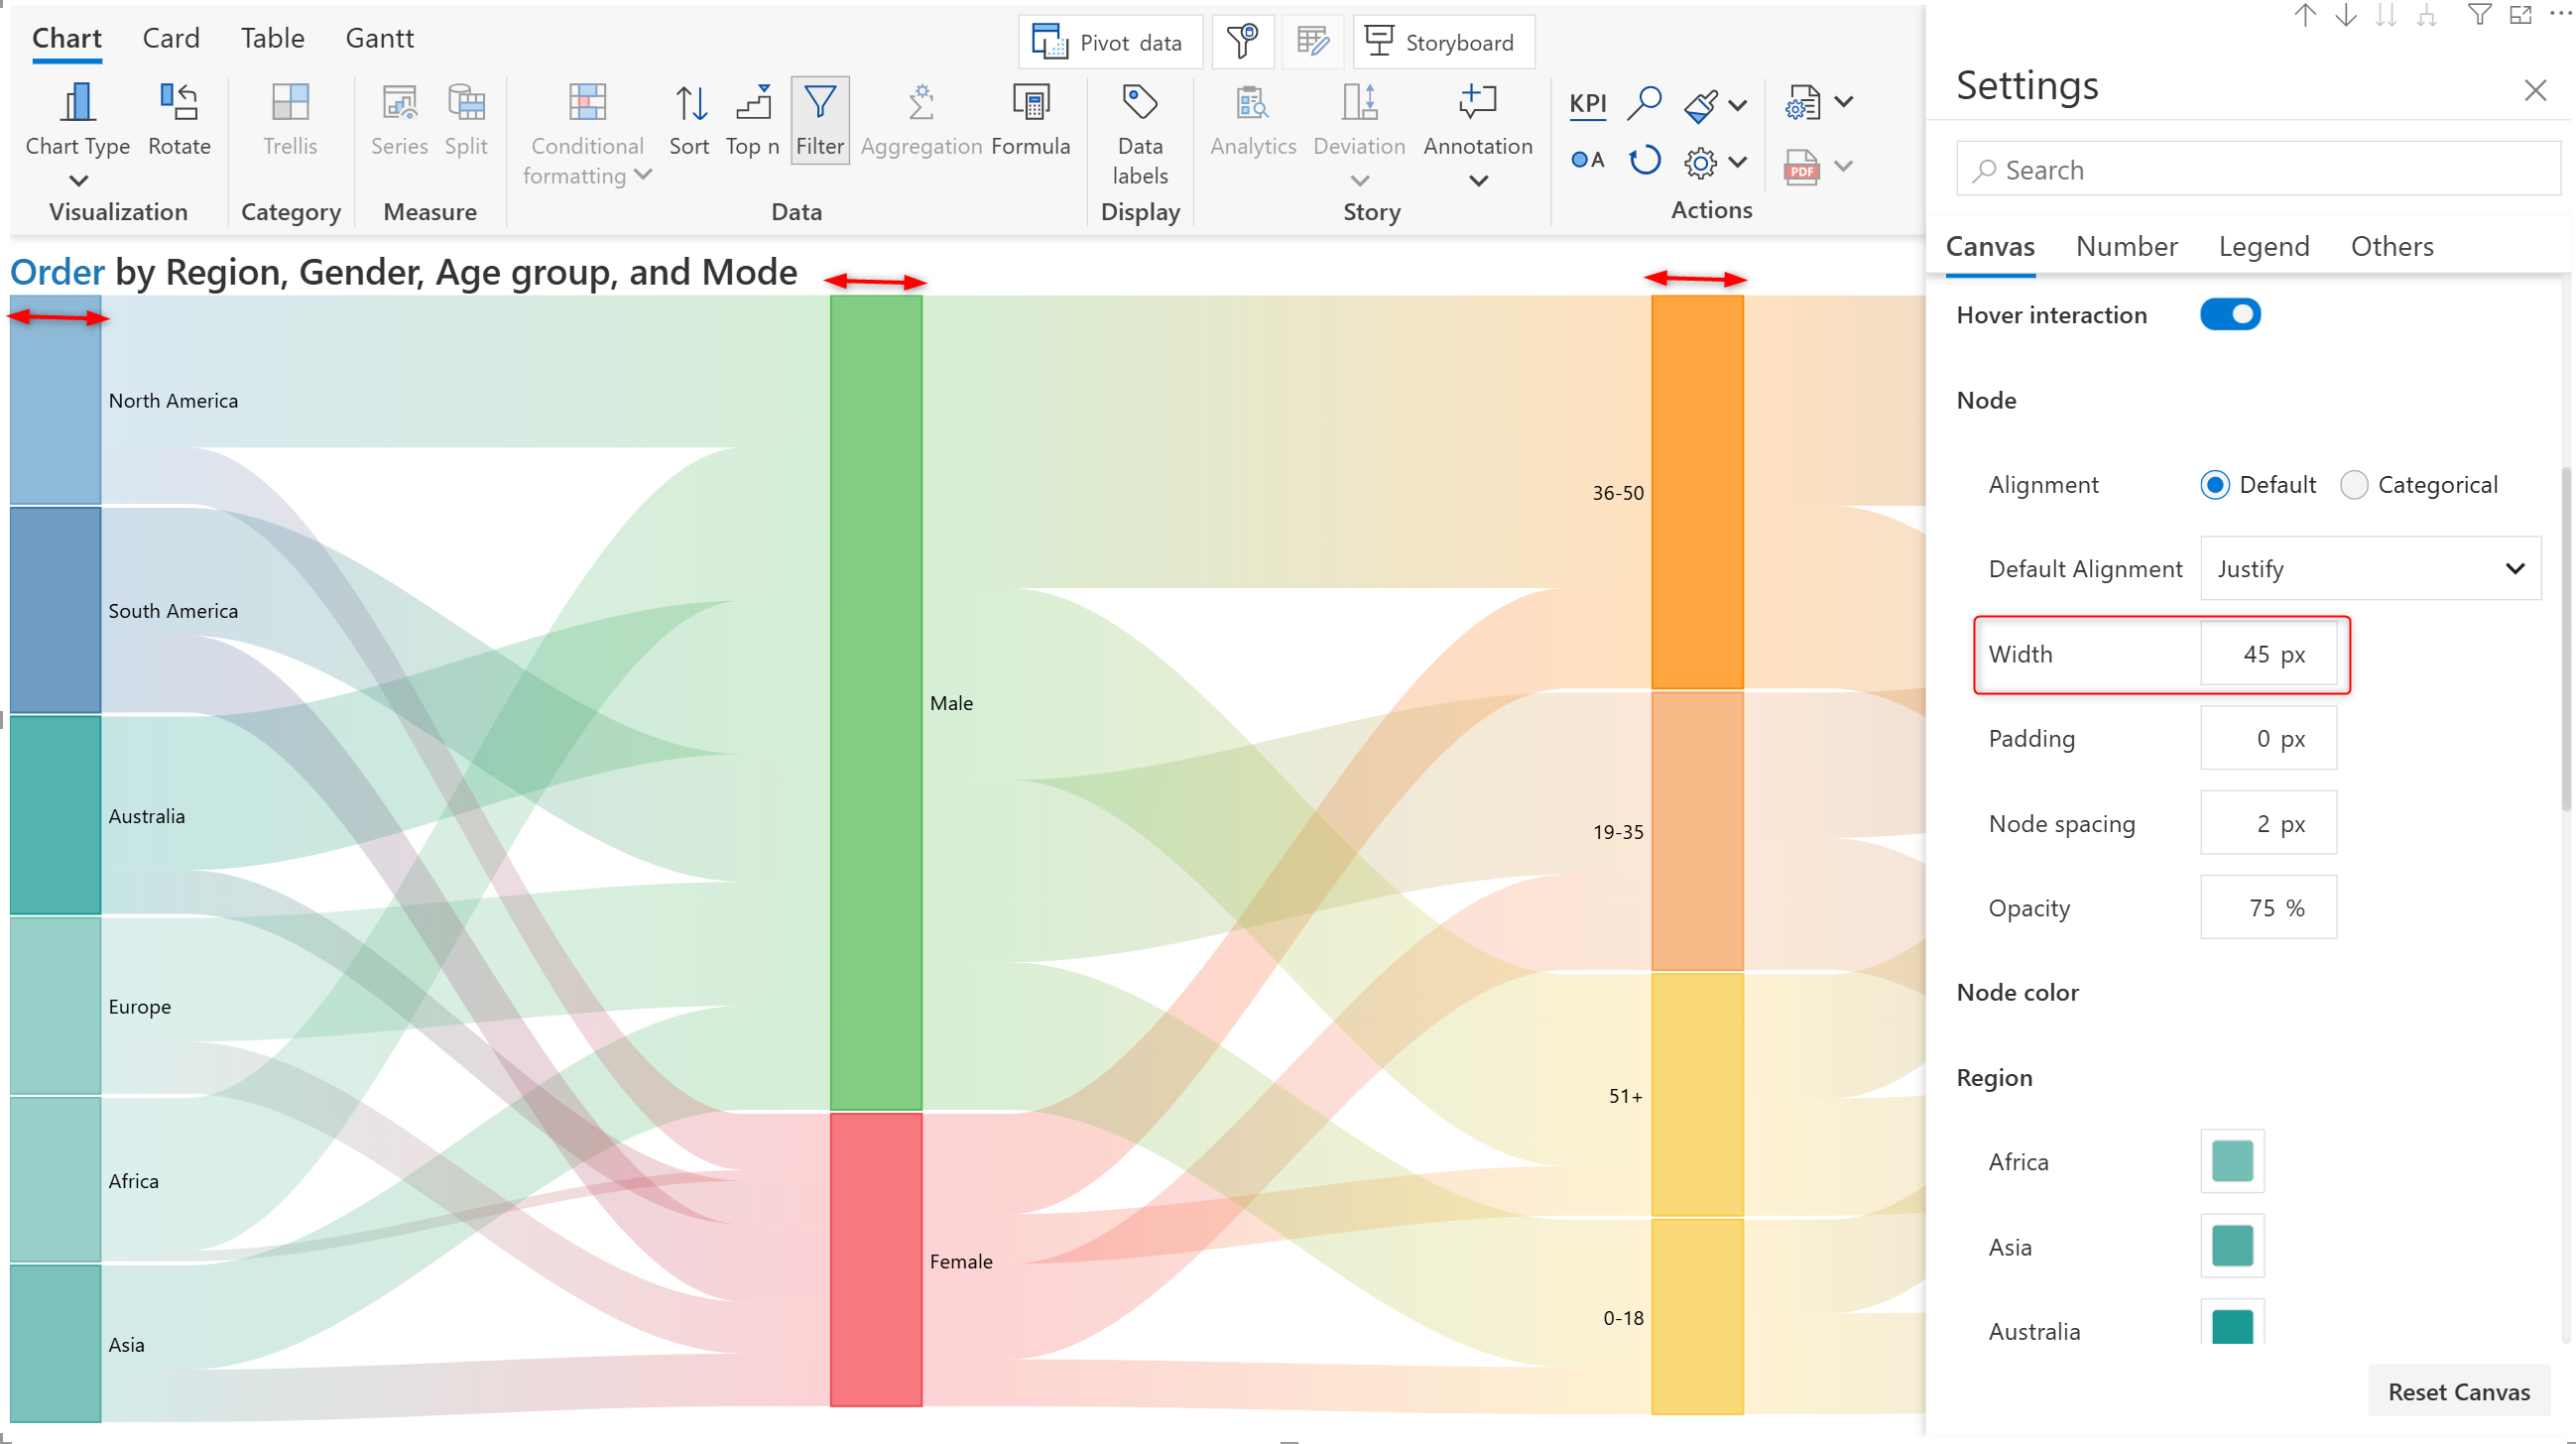 Chart Card Table Gantt
Pivot data
Storyboard
Chart Type
Rotate
Trellis
Series
Split
Conditional
formatting
Sort
Top n
Filter
Aggregation
Formula
Data
labels
Analytics
Deviation
Annotation
KPI
A
PDF
Visualization
Category
Measure
Data
Display
Story
Actions
Order by Region, Gender, Age group, and Mode
North America
South America
Australia
Europe
Africa
Asia
Male
Female
36-50
19-35
51+
0-18
Settings
Search
Canvas Number Legend Others
Hover interaction
Node
Alignment Default Categorical
Default Alignment Justify
Width 45 px
Padding 0 px
Node spacing 2 px
Opacity 75 %
Node color
Region
Africa
Asia
Australia
Reset Canvas